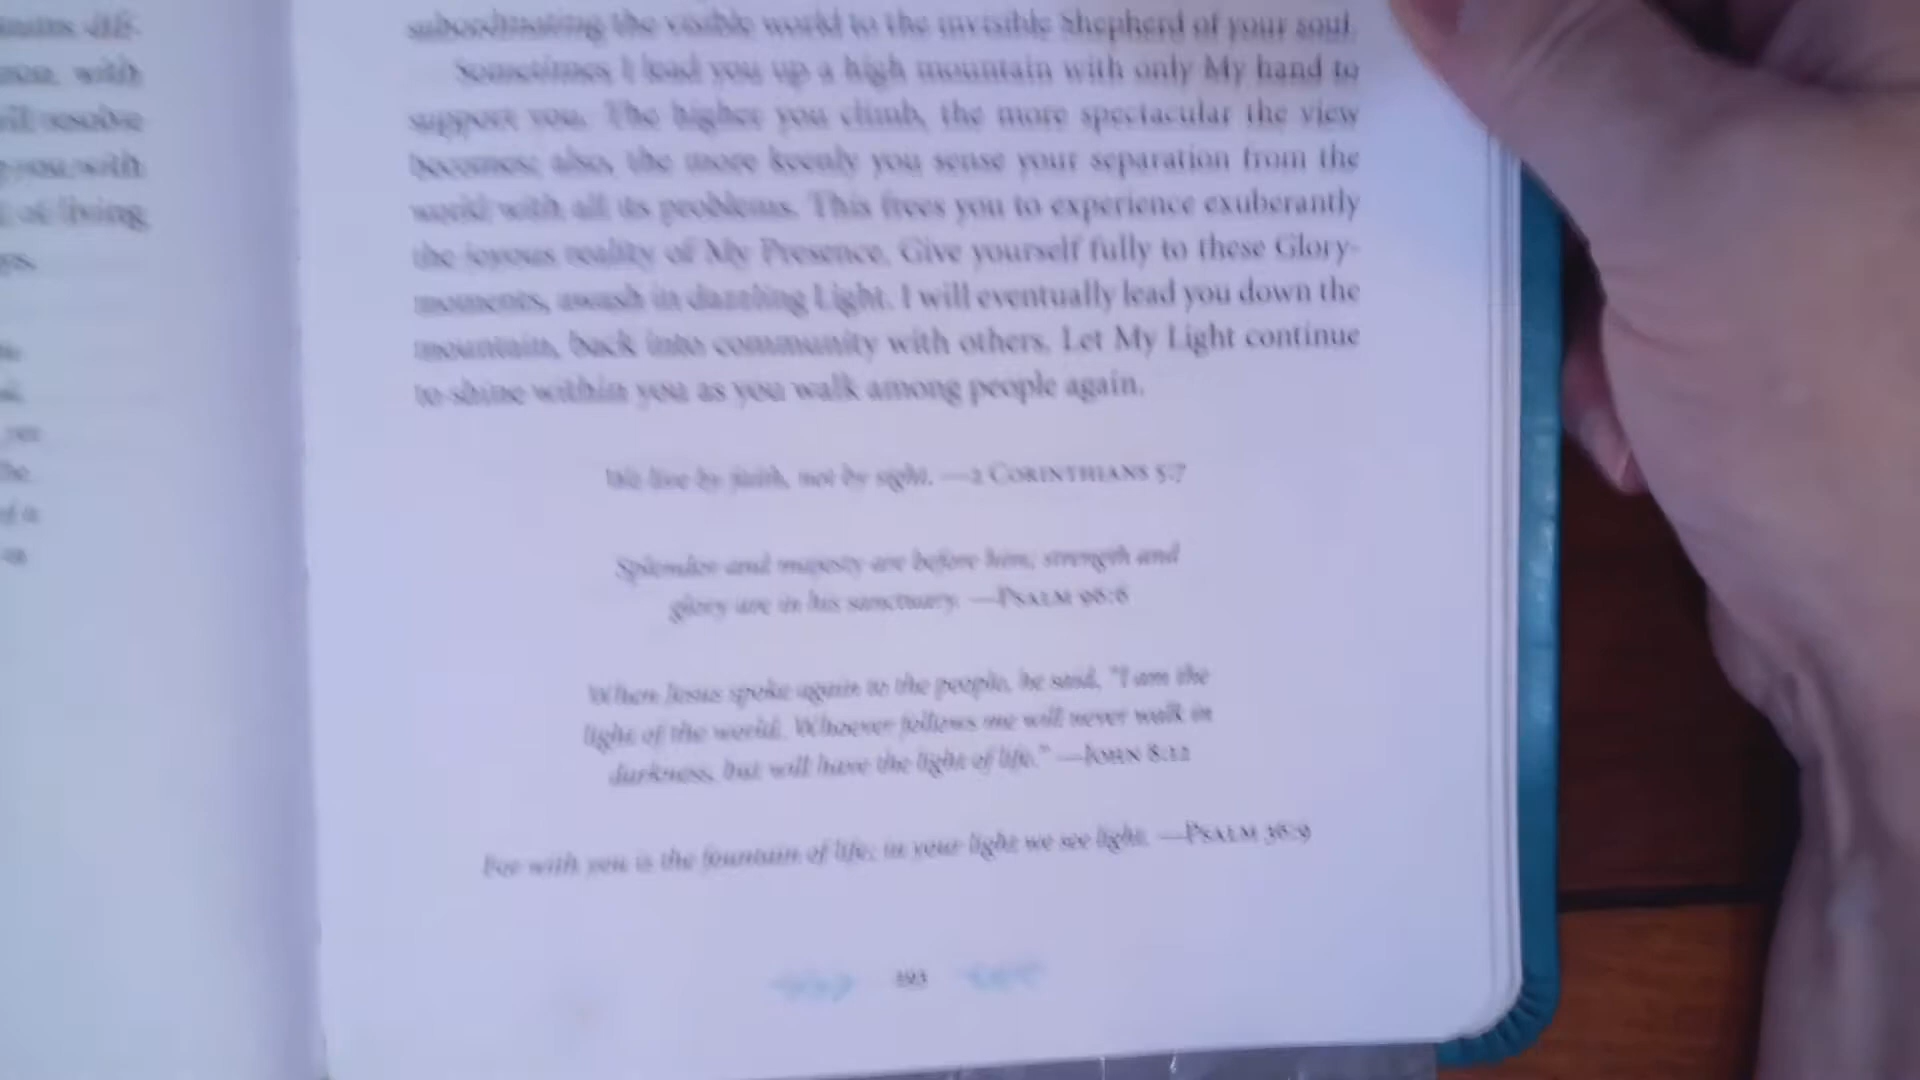 subordinating the visible world to the invisible Shepherd of your soul.
Sometimes I lead you up a high mountain with only My hand to
support you. The higher you climb, the more spectacular the view
becomes; also, the more keenly you sense your separation from the
world with all its problems. This frees you to experience exuberantly
the joyous reality of My Presence. Give yourself fully to these Glory-
moments, awash in dazzling Light. I will eventually lead you down the
mountain, back into community with others. Let My Light continue
to shine within you as you walk among people again.
We live by faith, not by sight. —2 CORINTHIANS 5:7
Splendor and majesty are before him; strength and
glory are in his sanctuary. —PSALM 96:6
When Jesus spoke again to the people, he said, "I am the
light of the world. Whoever follows me will never walk in
darkness, but will have the light of life." —JOHN 8:12
For with you is the fountain of life; in your light we see light. —PSALM 36:9
with
resolve
you with
of living,